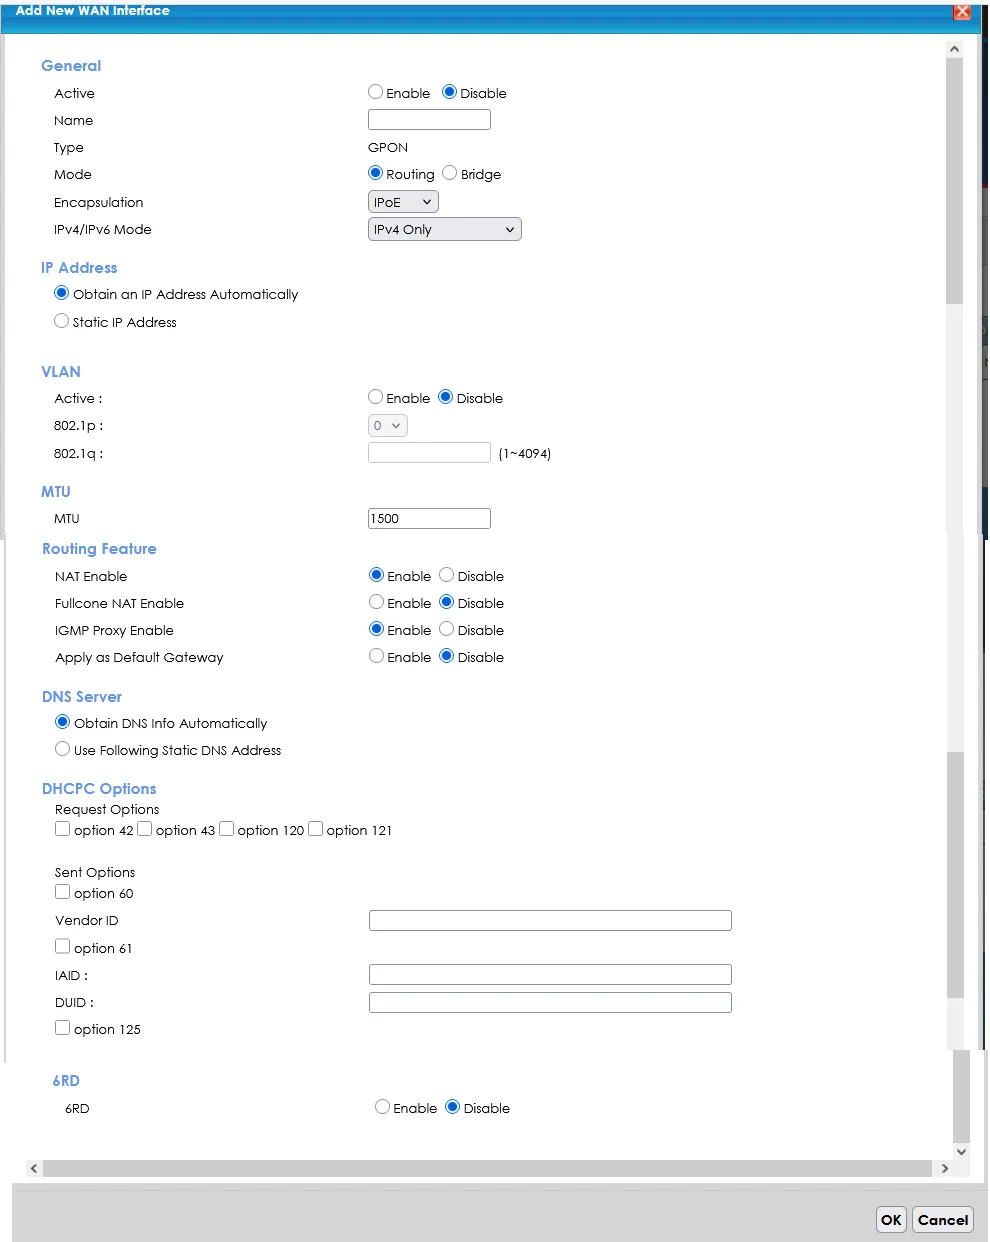 Add New WAN Interface
General
Active Enable Disable
Name
Type GPON
Mode Routing Bridge
Encapsulation IPoE
IPv4/IPv6 Mode IPv4 Only
IP Address
Obtain an IP Address Automatically
Static IP Address
VLAN
Active : Enable Disable
802.1p : 0
802.1q : (1~4094)
MTU
MTU 1500
Routing Feature
NAT Enable Enable Disable
Fullcone NAT Enable Enable Disable
IGMP Proxy Enable Enable Disable
Apply as Default Gateway Enable Disable
DNS Server
Obtain DNS Info Automatically
Use Following Static DNS Address
DHCPC Options
Request Options
option 42 option 43 option 120 option 121
Sent Options
option 60
Vendor ID
option 61
IAID :
DUID :
option 125
6RD
6RD Enable Disable
OK Cancel